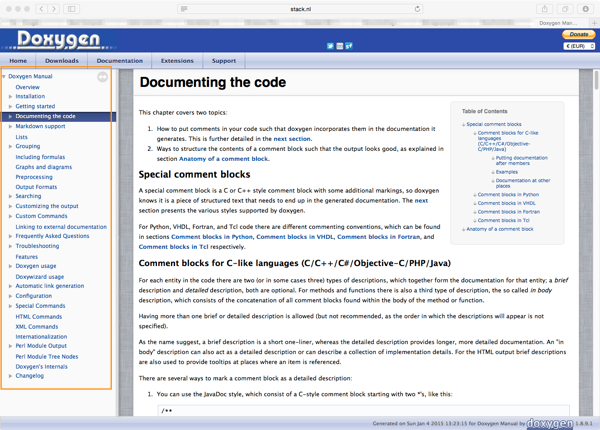 stack.nl
Doxygen Man...
Doxygen
Donate
€ (EUR)
Home
Downloads
Documentation
Extensions
Support
Doxygen Manual
Overview
Installation
Getting started
Documenting the code
Markdown support
Lists
Grouping
Including formulas
Graphs and diagrams
Preprocessing
Output Formats
Searching
Customizing the output
Custom Commands
Linking to external documentation
Frequently Asked Questions
Troubleshooting
Features
Doxygen usage
Doxywizard usage
Automatic link generation
Configuration
Special Commands
HTML Commands
XML Commands
Internationalization
Perl Module Output
Perl Module Tree Nodes
Doxygen's Internals
Changelog
Documenting the code
This chapter covers two topics:
1. How to put comments in your code such that doxygen incorporates them in the documentation it
generates. This is further detailed in the next section.
2. Ways to structure the contents of a comment block such that the output looks good, as explained in
section Anatomy of a comment block.
Table of Contents
Special comment blocks
Comment blocks for C-like
languages
(C/C++/C#/Objective-
C/PHP/Java)
Putting documentation
after members
Examples
Documentation at other
places
Comment blocks in Python
Comment blocks in VHDL
Comment blocks in Fortran
Comment blocks in Tcl
Anatomy of a comment block
Special comment blocks
A special comment block is a C or C++ style comment block with some additional markings, so doxygen
knows it is a piece of structured text that needs to end up in the generated documentation. The next
section presents the various styles supported by doxygen.
For Python, VHDL, Fortran, and Tcl code there are different commenting conventions, which can be found
in sections Comment blocks in Python, Comment blocks in VHDL, Comment blocks in Fortran, and
Comment blocks in Tcl respectively.
Comment blocks for C-like languages (C/C++/C#/Objective-C/PHP/Java)
For each entity in the code there are two (or in some cases three) types of descriptions, which together form the documentation for that entity; a brief
description and detailed description, both are optional. For methods and functions there is also a third type of description, the so called in body
description, which consists of the concatenation of all comment blocks found within the body of the method or function.
Having more than one brief or detailed description is allowed (but not recommended, as the order in which the descriptions will appear is not
specified).
As the name suggest, a brief description is a short one-liner, whereas the detailed description provides longer, more detailed documentation. An "in
body" description can also act as a detailed description or can describe a collection of implementation details. For the HTML output brief descriptions
are also used to provide tooltips at places where an item is referenced.
There are several ways to mark a comment block as a detailed description:
1. You can use the JavaDoc style, which consist of a C-style comment block starting with two *'s, like this:
/**
Generated on Sun Jan 4 2015 13:23:15 for Doxygen Manual by doxygen 1.8.9.1